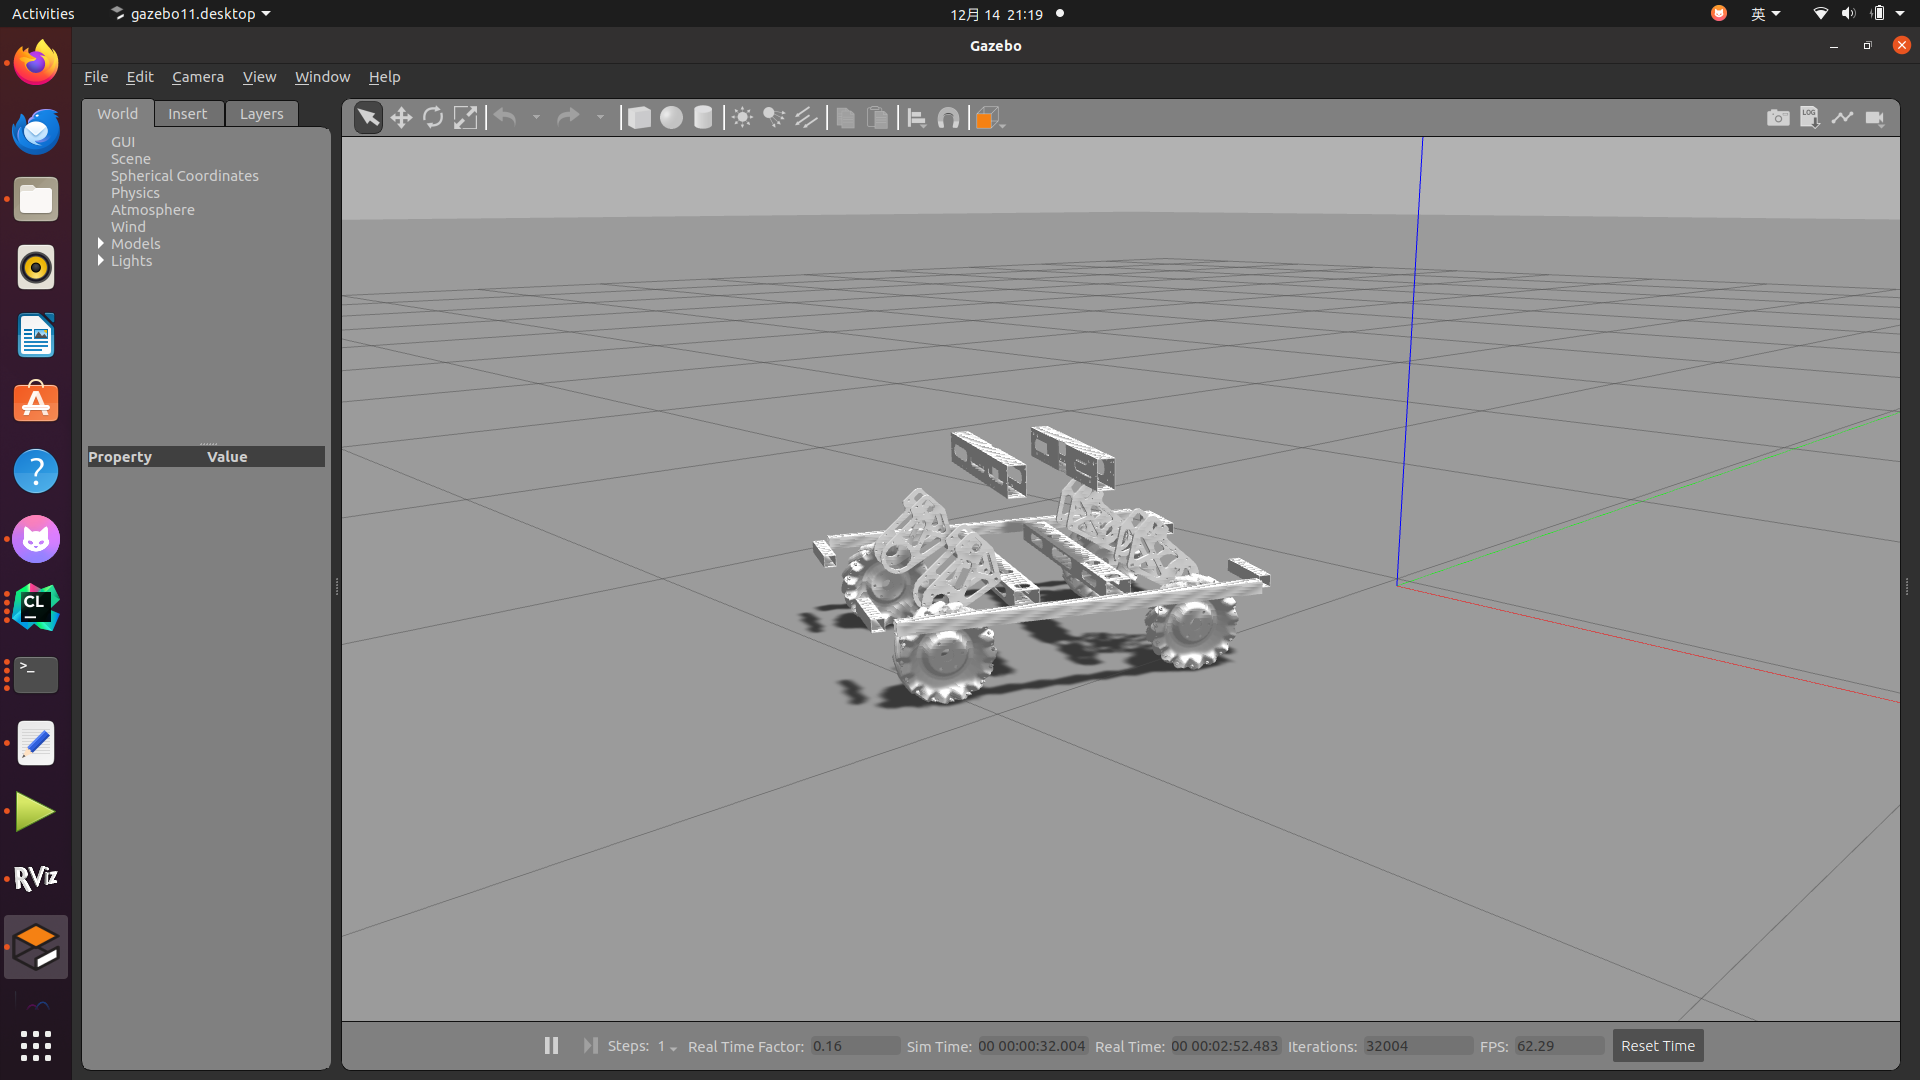 Activities
gazebo11.desktop
12月 14 21:19
英
Gazebo
File Edit Camera View Window Help
World Insert Layers
GUI
Scene
Spherical Coordinates
Physics
Atmosphere
Wind
Models
Lights
Property Value
LOG
CL
>_
RViz
Steps: 1 Real Time Factor: 0.16 Sim Time: 00 00:00:32.004 Real Time: 00 00:02:52.483 Iterations: 32004 FPS: 62.29 Reset Time